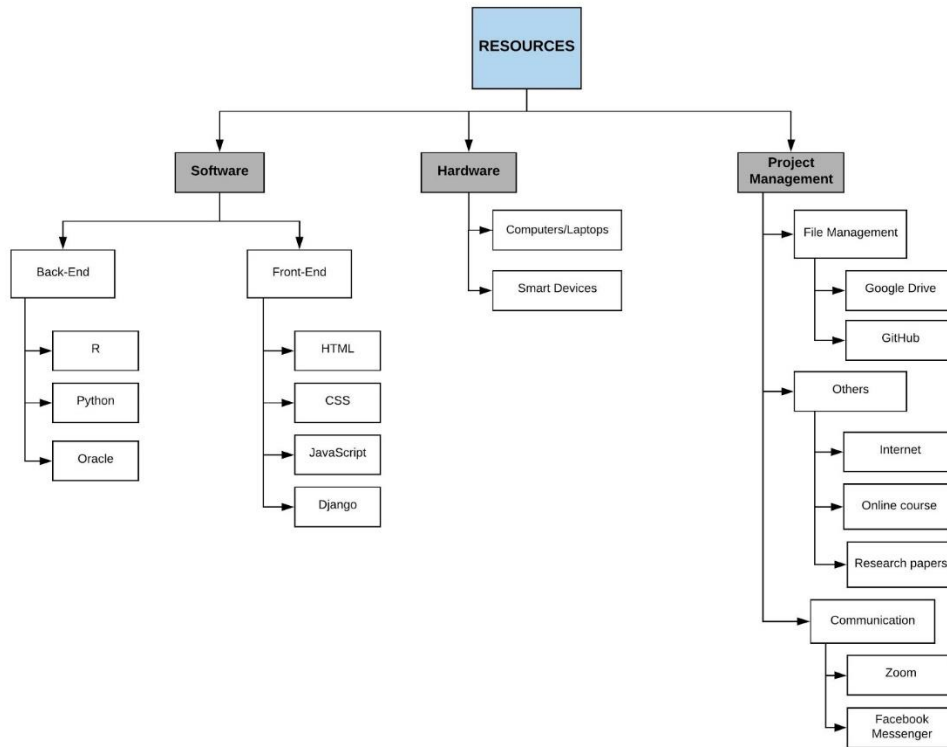 RESOURCES
Software
Hardware
Project
Management
Back-End
Front-End
R
Python
Oracle
HTML
CSS
JavaScript
Django
Computers/Laptops
Smart Devices
File Management
Google Drive
GitHub
Others
Internet
Online course
Research papers
Communication
Zoom
Facebook
Messenger